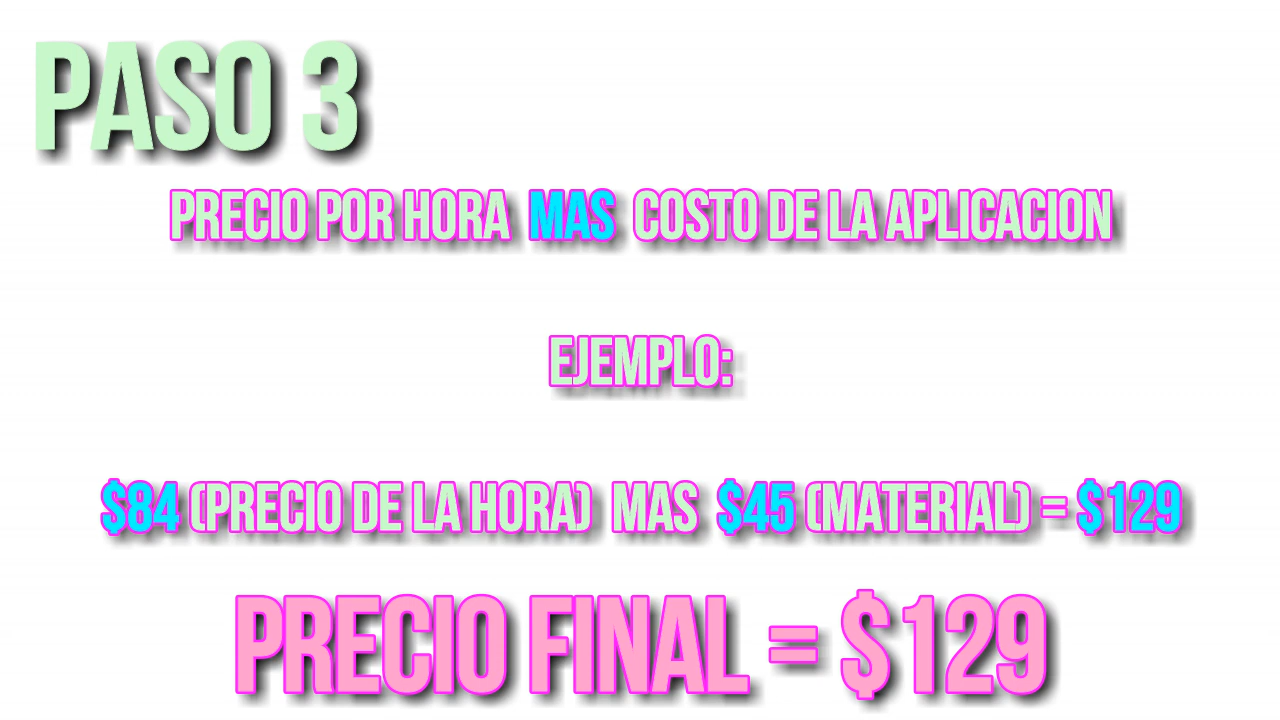 PASO 3
PRECIO POR HORA MAS COSTO DE LA APLICACION
EJEMPLO:
$84 (PRECIO DE LA HORA) MAS $45 (MATERIAL) = $129
PRECIO FINAL = $129